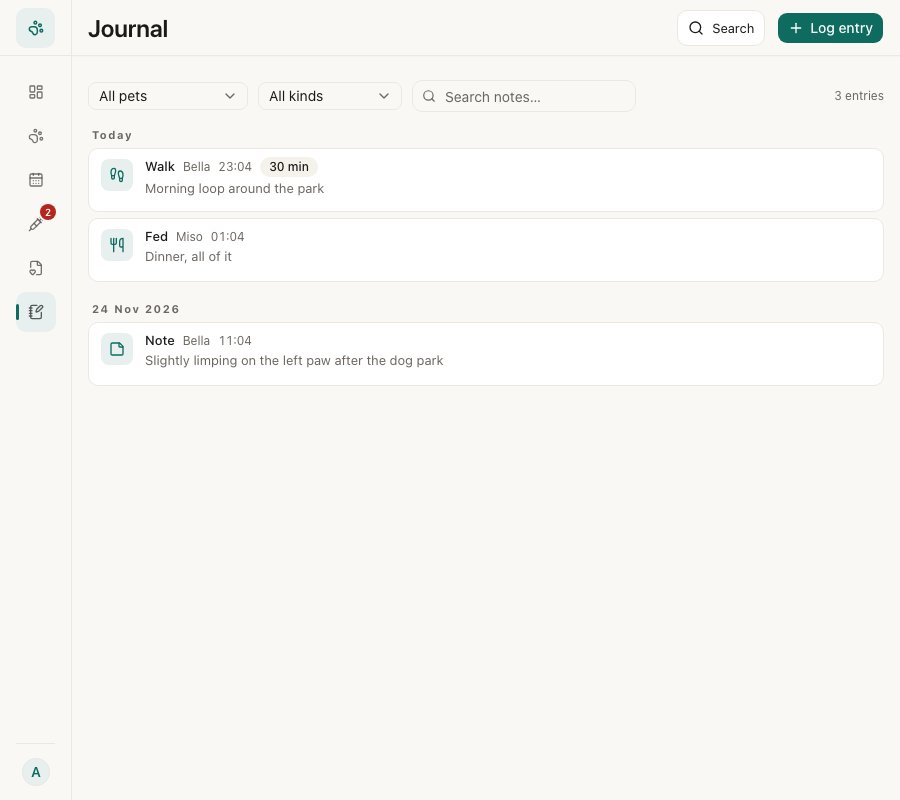 Journal
Search
Log entry
All pets
All kinds
Search notes...
3 entries
Today
Walk Bella 23:04 30 min
Morning loop around the park
2
Fed Miso 01:04
Dinner, all of it
24 Nov 2026
Note Bella 11:04
Slightly limping on the left paw after the dog park
A